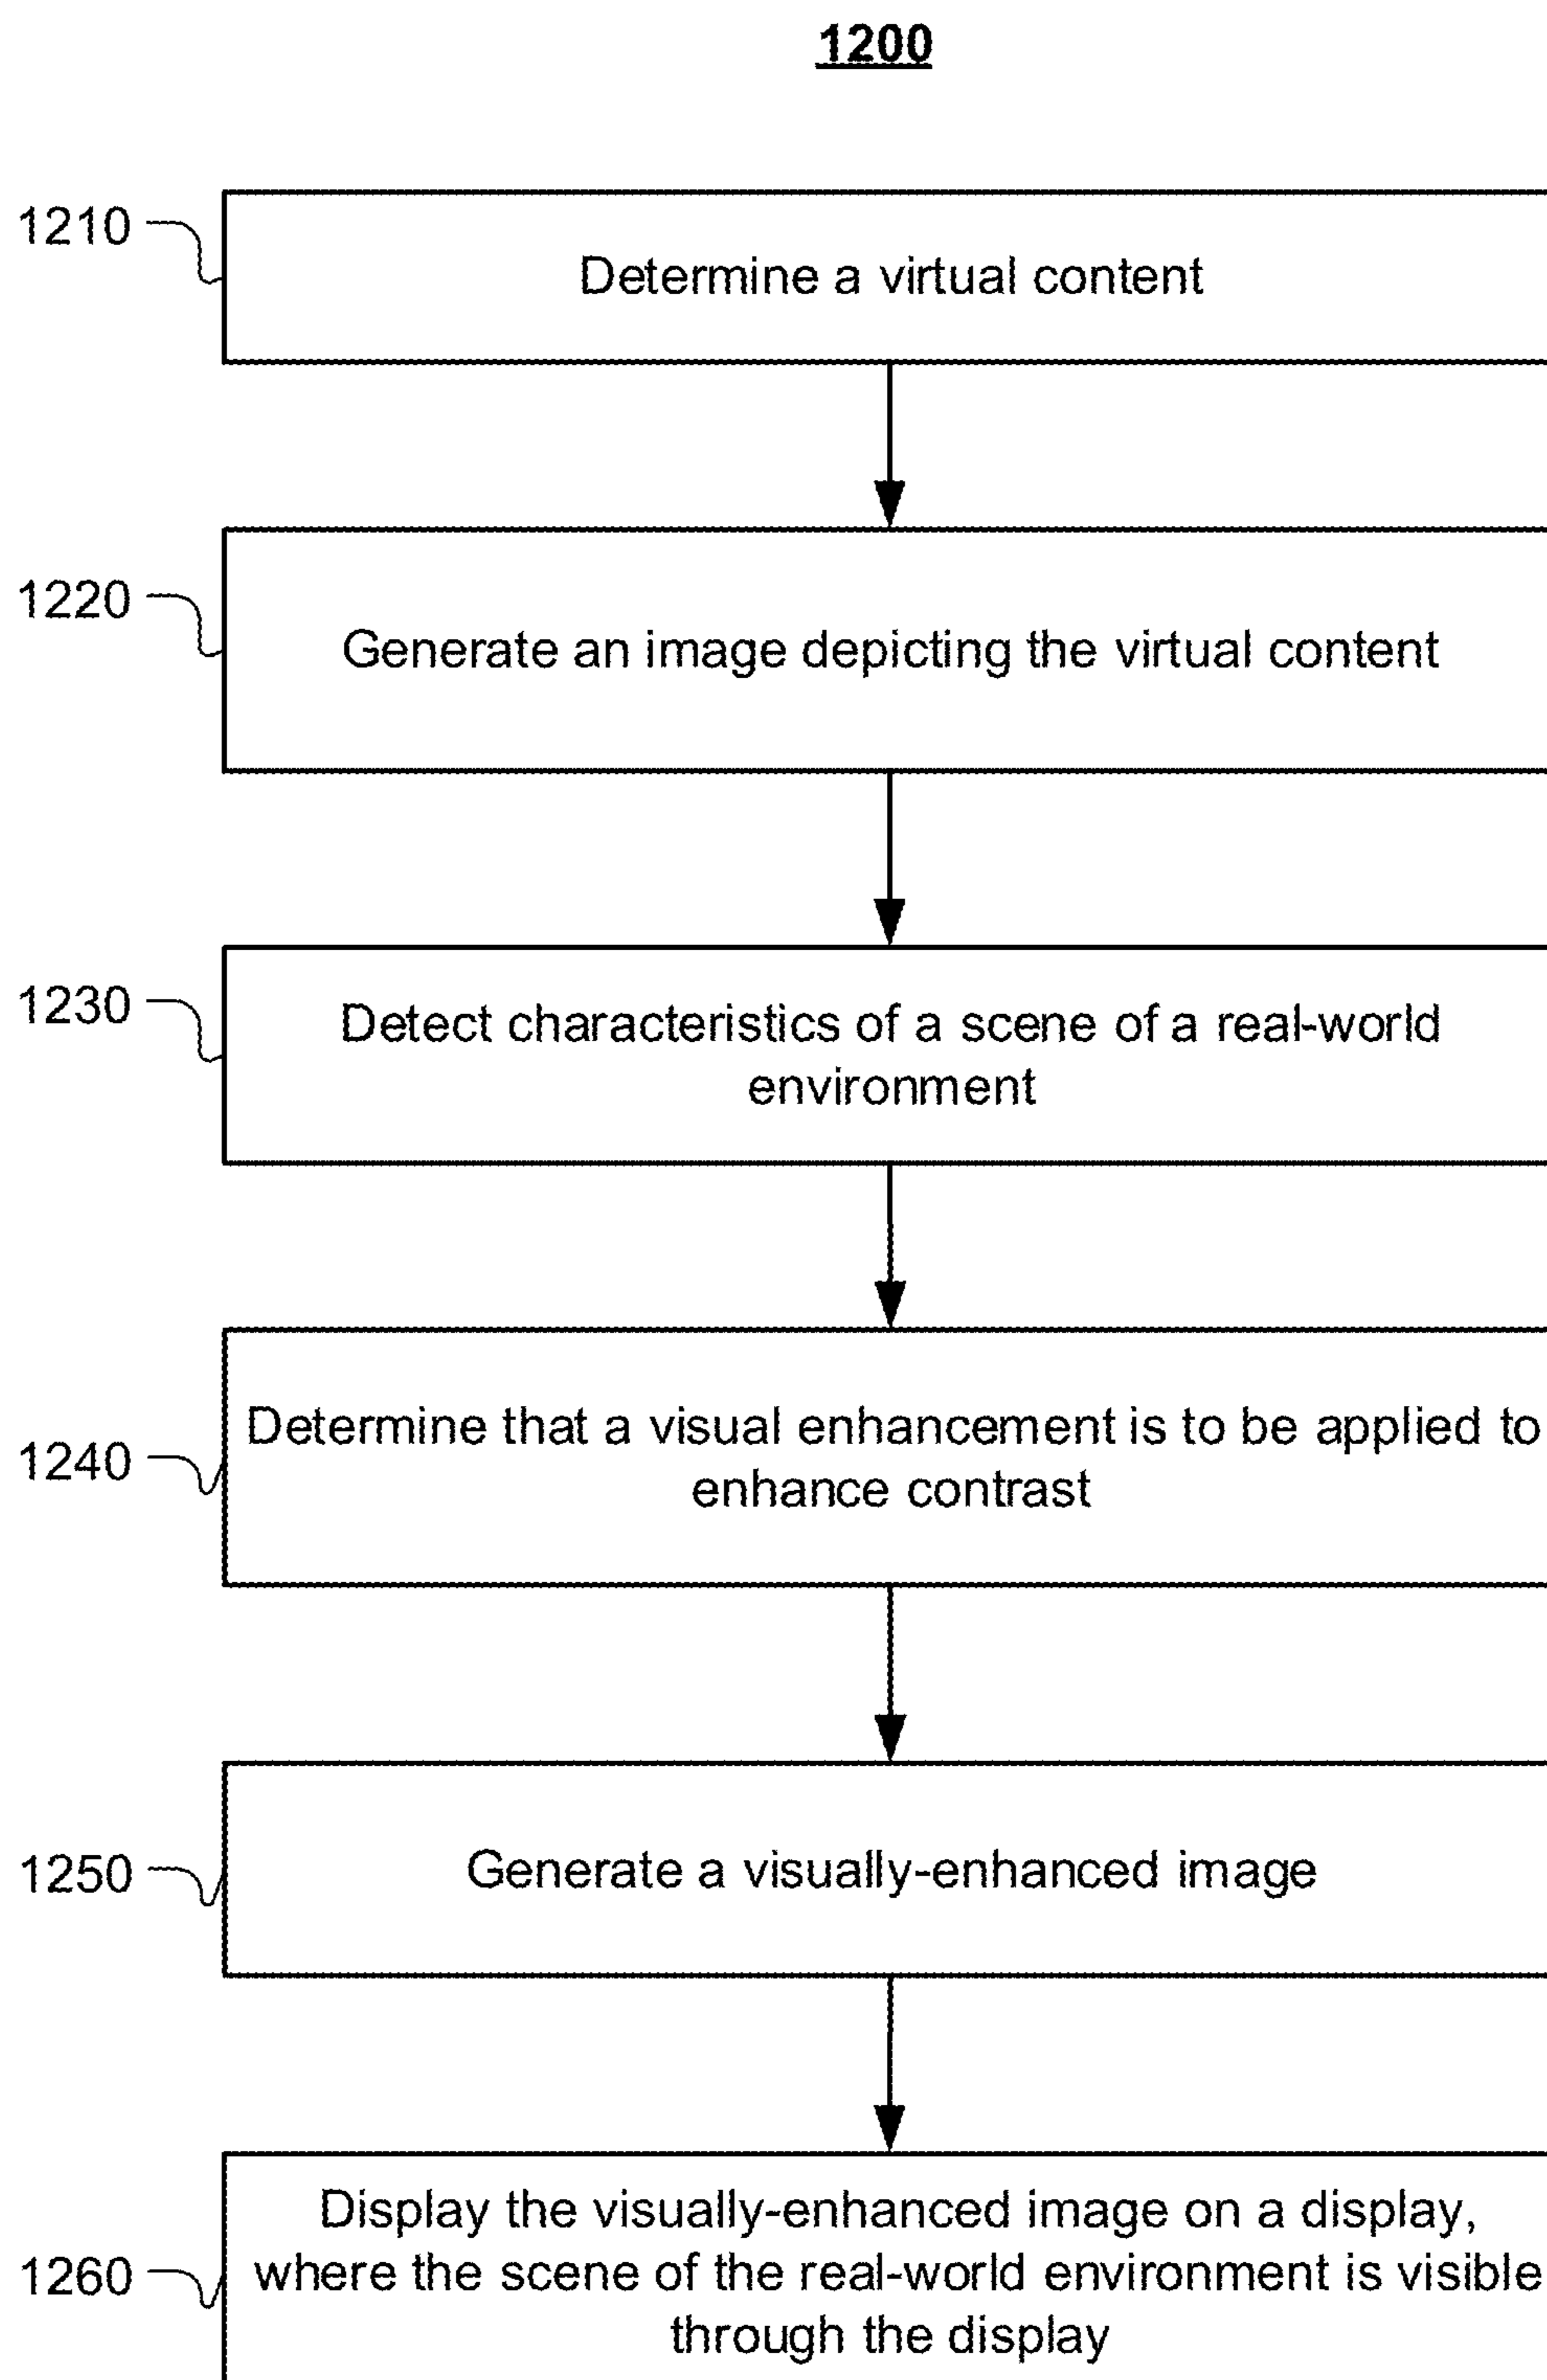 1200
1210
Determine a virtual content
1220
Generate an image depicting the virtual content
1230
Detect characteristics of a scene of a real-world
environment
1240
Determine that a visual enhancement is to be applied to
enhance contrast
1250
Generate a visually-enhanced image
1260
Display the visually-enhanced image on a display,
where the scene of the real-world environment is visible
through the display